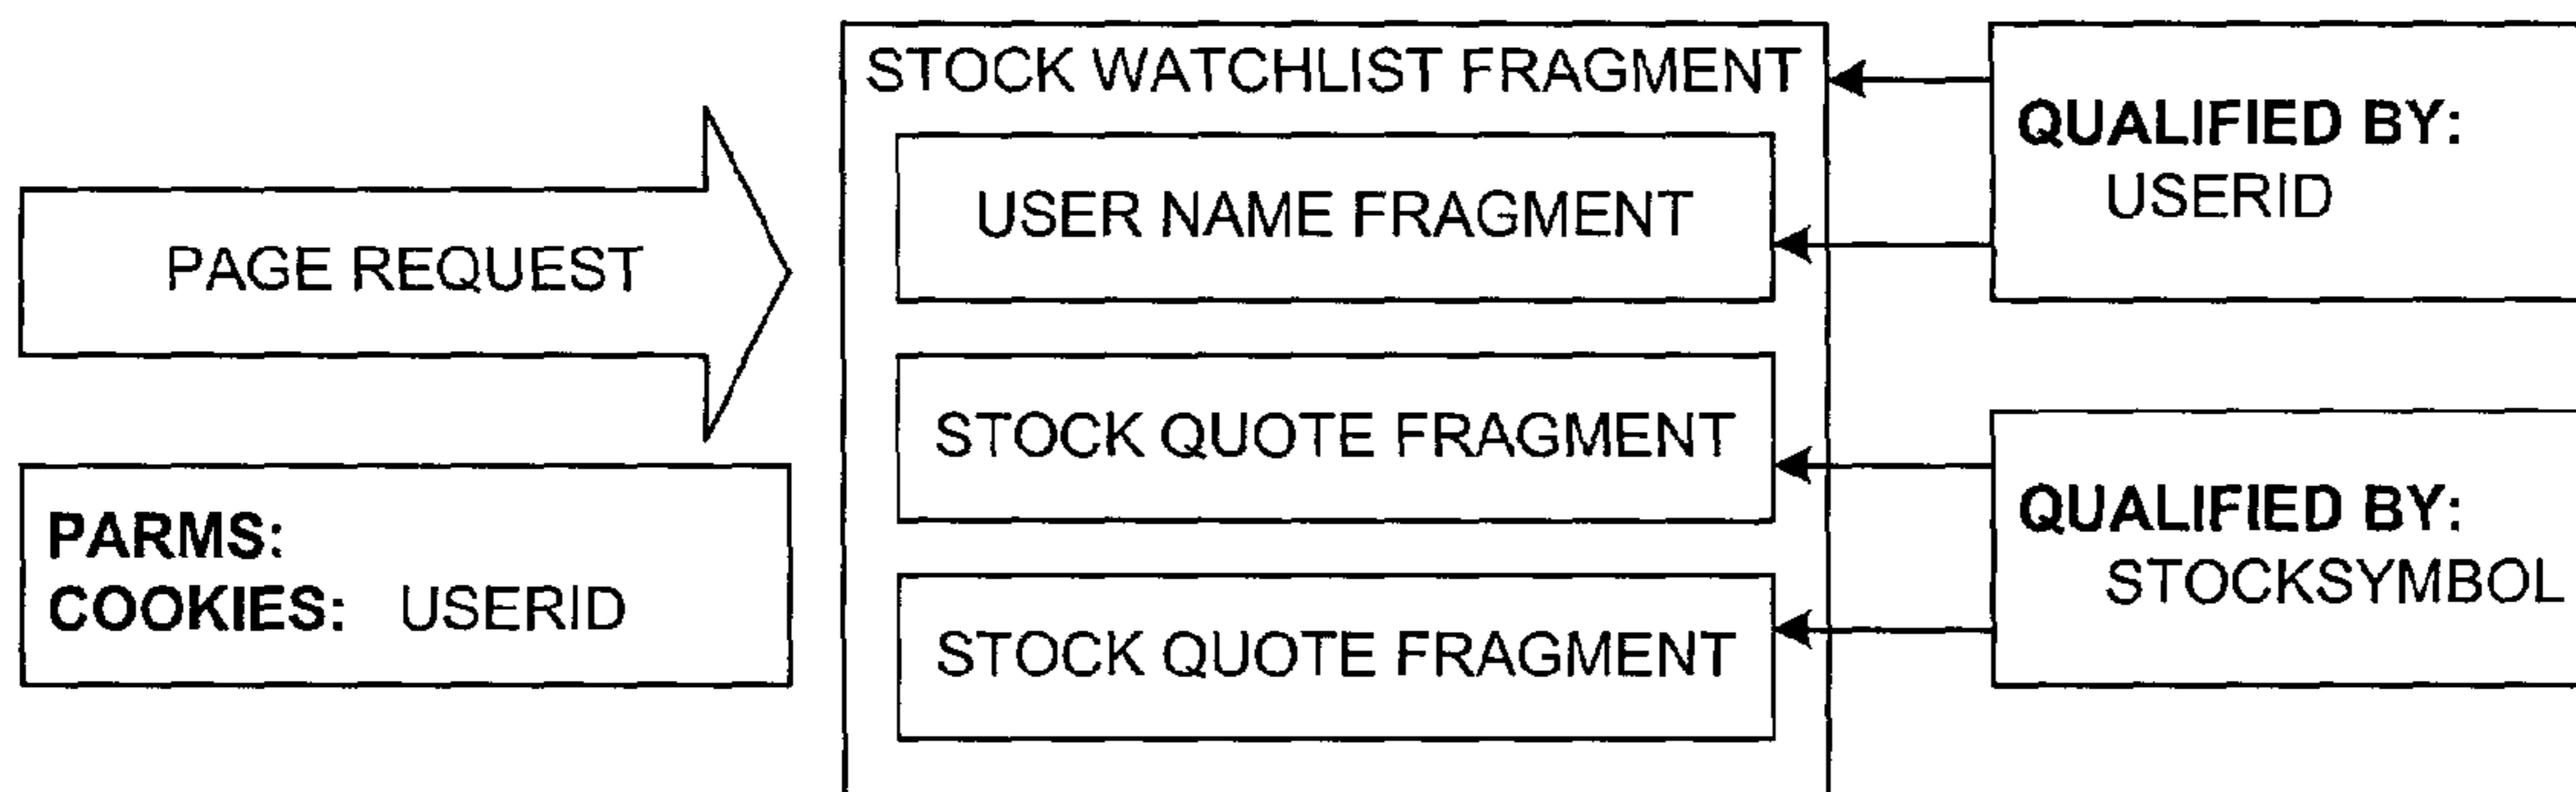 PAGE REQUEST
PARMS:
COOKIES: USERID
STOCK WATCHLIST FRAGMENT
USER NAME FRAGMENT
STOCK QUOTE FRAGMENT
STOCK QUOTE FRAGMENT
QUALIFIED BY:
USERID
QUALIFIED BY:
STOCKSYMBOL